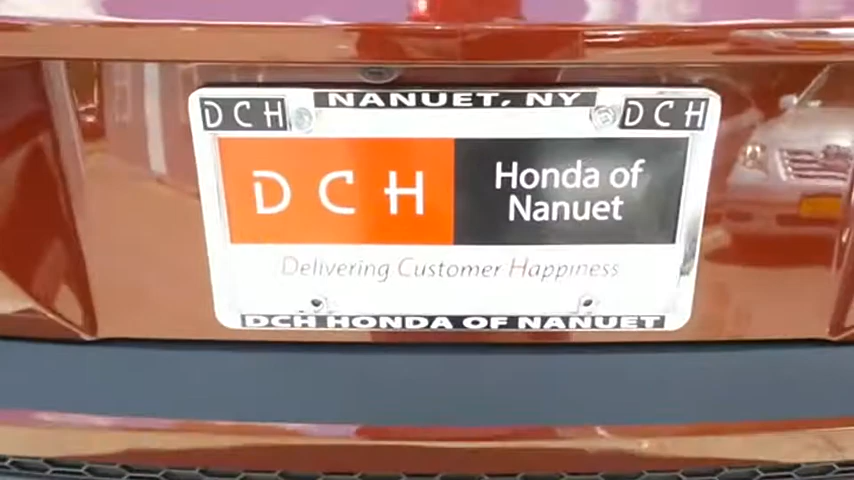 DCH NANUET, NY DCH
DCH
Honda of
Nanuet
Delivering Customer Happiness
DCH HONDA OF NANUET